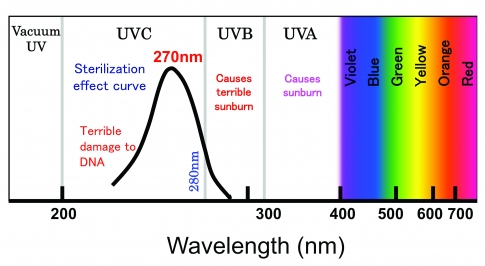 Vacuum
UV
UVC
UVB
UVA
270nm
Sterilization
effect curve
Causes
terrible
sunburn
Causes
sunburn
Terrible
damage to
DNA
280nm
Violet
Blue
Green
Yellow
Orange
Red
200
300
400
500
600
700
Wavelength (nm)